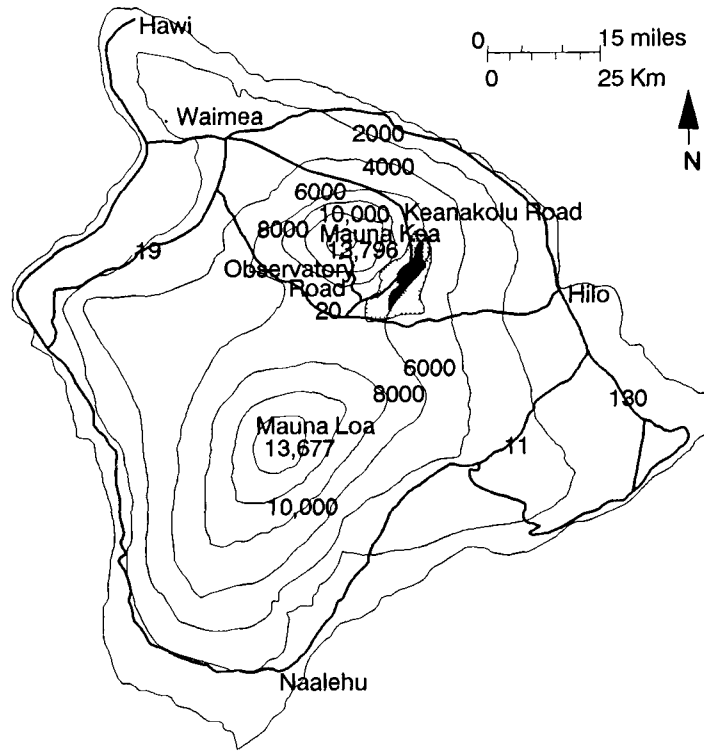 Hawi
0 15 miles
0 25 Km
Waimea
N
2000
4000
6000
10,000
Keanakolu Road
8000
Mauna Kea
13,796
19
Observatory
Road
20
Hilo
6000
8000
130
Mauna Loa
13,677
11
10,000
Naalehu